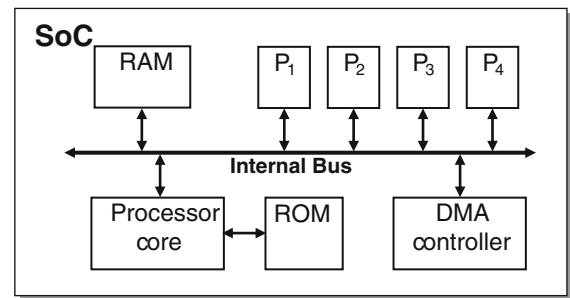 SoC
RAM
P1
P2
P3
P4
Internal Bus
Processor
core
ROM
DMA
controller